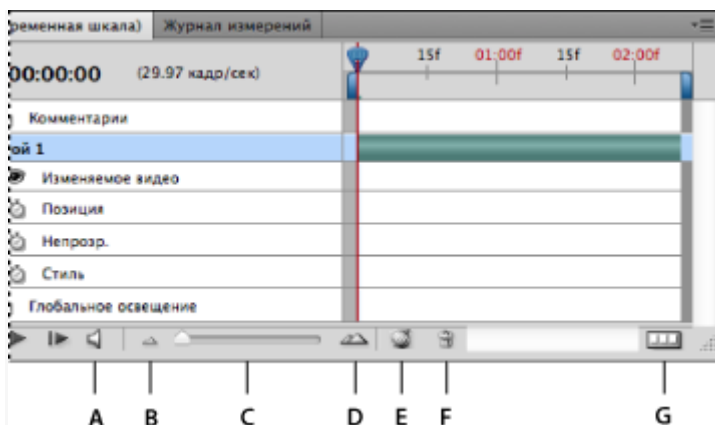 ременная шкала) Журнал измерений
00:00:00 (29.97 кадр/сек) 15f 01:00f 15f 02:00f
Комментарии
ой 1
Изменяемое видео
Позиция
Непрозр.
Стиль
Глобальное освещение
A B C D E F G